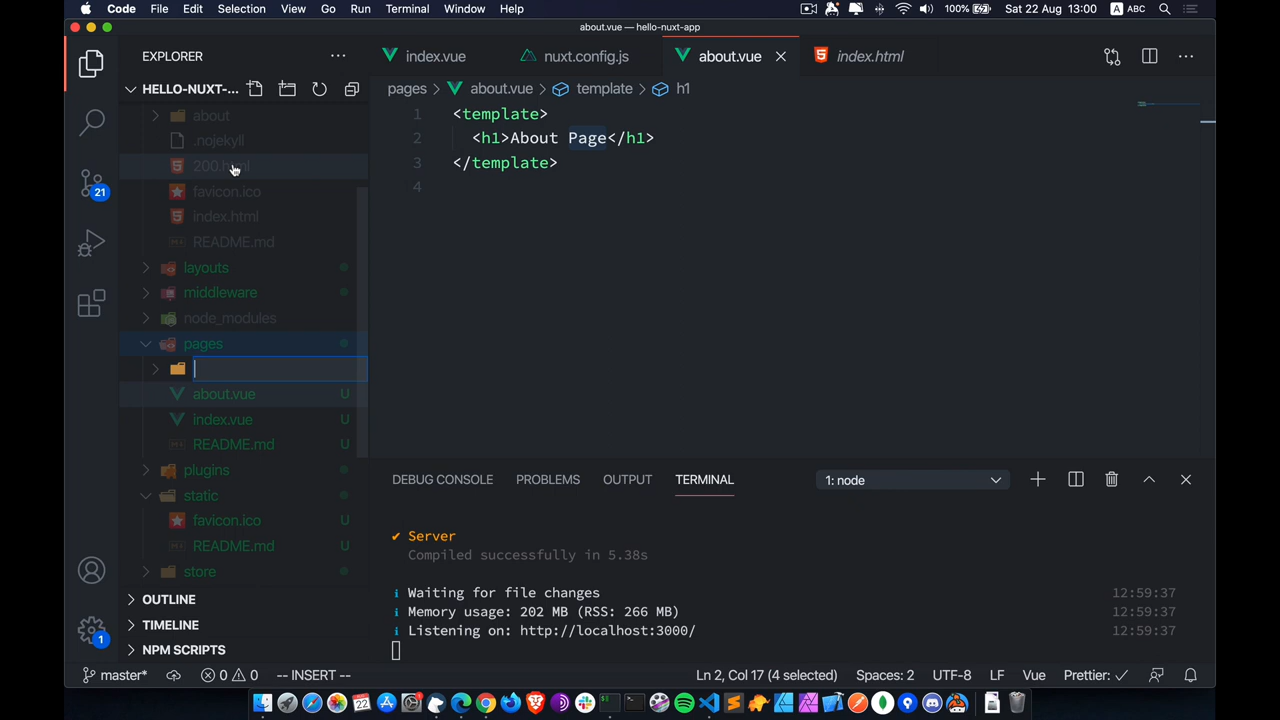 Code File Edit Selection View Go Run Terminal Window Help 100% Sat 22 Aug 13:00 A ABC
about.vue — hello-nuxt-app
EXPLORER
index.vue nuxt.config.js about.vue index.html
HELLO-NUXT-...
pages > about.vue > template > h1
about
.nojekyll
200.html
favicon.ico
index.html
README.md
layouts
middleware
node_modules
pages
about.vue U
index.vue U
README.md U
plugins
static
favicon.ico U
README.md U
store
OUTLINE
TIMELINE
NPM SCRIPTS
21
1
1 <template>
2 <h1>About Page</h1>
3 </template>
4
DEBUG CONSOLE PROBLEMS OUTPUT TERMINAL 1: node
✔ Server
Compiled successfully in 5.38s
i Waiting for file changes 12:59:37
i Memory usage: 202 MB (RSS: 266 MB) 12:59:37
i Listening on: http://localhost:3000/ 12:59:37
master* 0 0 -- INSERT -- Ln 2, Col 17 (4 selected) Spaces: 2 UTF-8 LF Vue Prettier: ✓